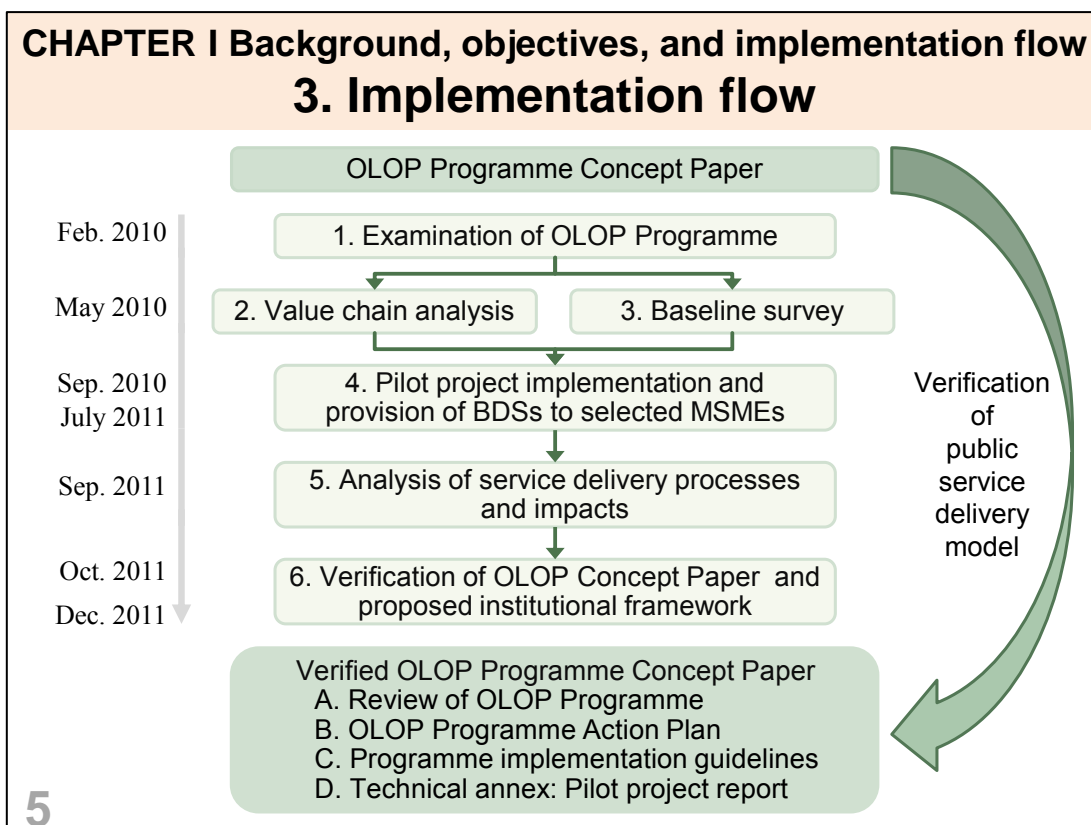 CHAPTER I Background, objectives, and implementation flow
3. Implementation flow
OLOP Programme Concept Paper
Feb. 2010
1. Examination of OLOP Programme
May 2010
2. Value chain analysis
3. Baseline survey
Sep. 2010
July 2011
4. Pilot project implementation and
provision of BDSs to selected MSMEs
Sep. 2011
5. Analysis of service delivery processes
and impacts
Oct. 2011
Dec. 2011
6. Verification of OLOP Concept Paper and
proposed institutional framework
Verification
of
public
service
delivery
model
Verified OLOP Programme Concept Paper
A. Review of OLOP Programme
B. OLOP Programme Action Plan
C. Programme implementation guidelines
D. Technical annex: Pilot project report
5